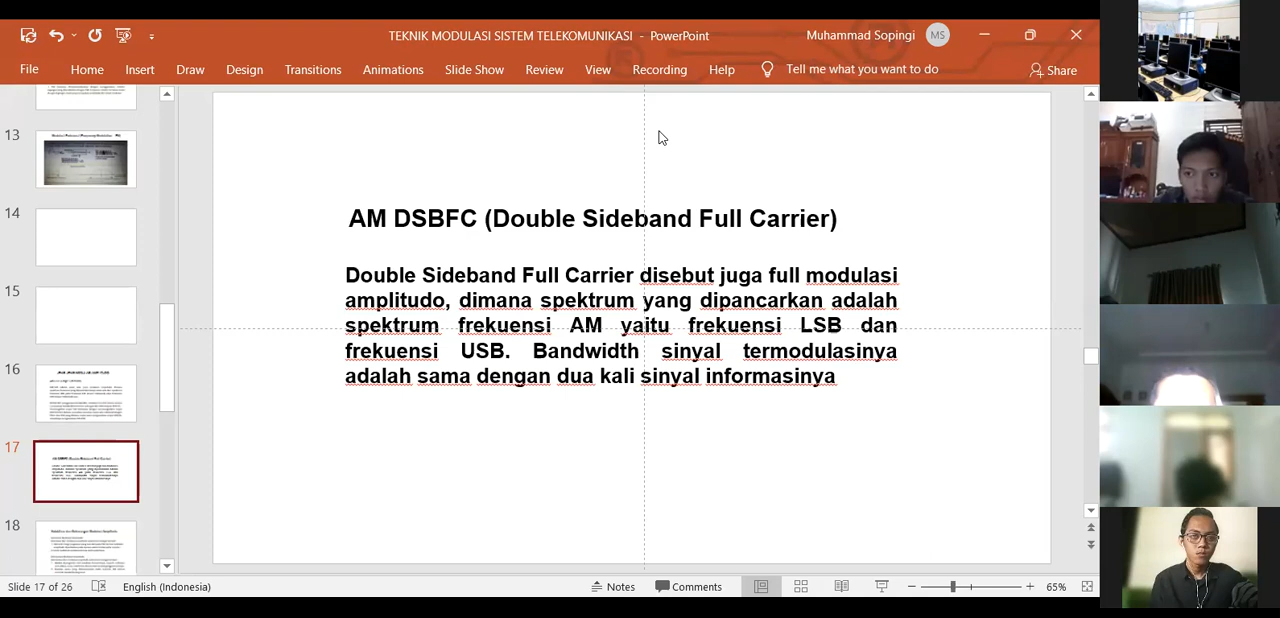 TEKNIK MODULASI SISTEM TELEKOMUNIKASI - PowerPoint
Muhammad Sopingi
MS
File Home Insert Draw Design Transitions Animations Slide Show Review View Recording Help Tell me what you want to do
Share
13
14
15
16
17
18
AM DSBFC (Double Sideband Full Carrier)
Double Sideband Full Carrier disebut juga full modulasi
amplitudo, dimana spektrum yang dipancarkan adalah
spektrum frekuensi AM yaitu frekuensi LSB dan
frekuensi USB. Bandwidth sinyal termodulasinya
adalah sama dengan dua kali sinyal informasinya
Slide 17 of 26
English (Indonesia)
Notes
Comments
65%